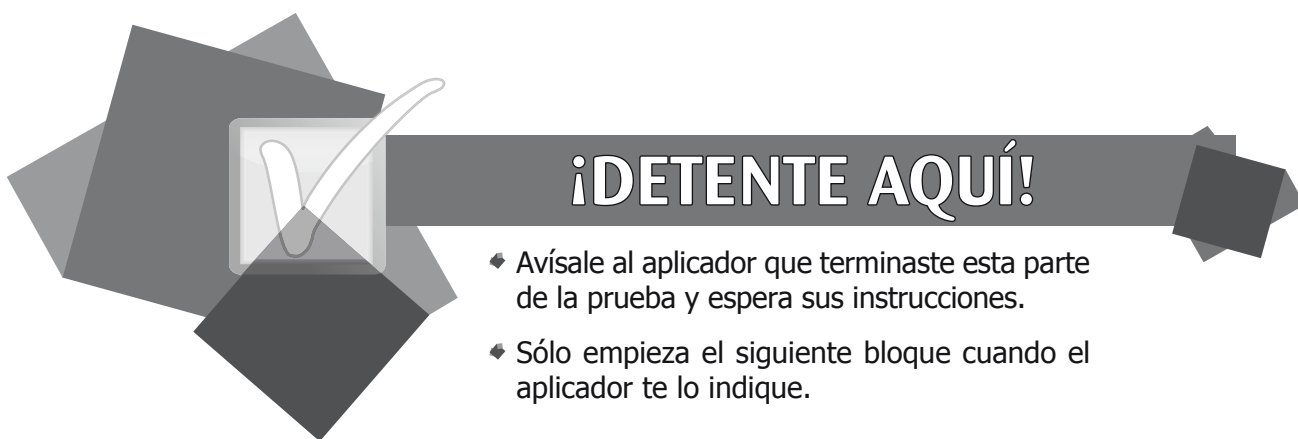 ¡DETENTE AQUÍ!
Avísale al aplicador que terminaste esta parte
de la prueba y espera sus instrucciones.
Sólo empieza el siguiente bloque cuando el
aplicador te lo indique.